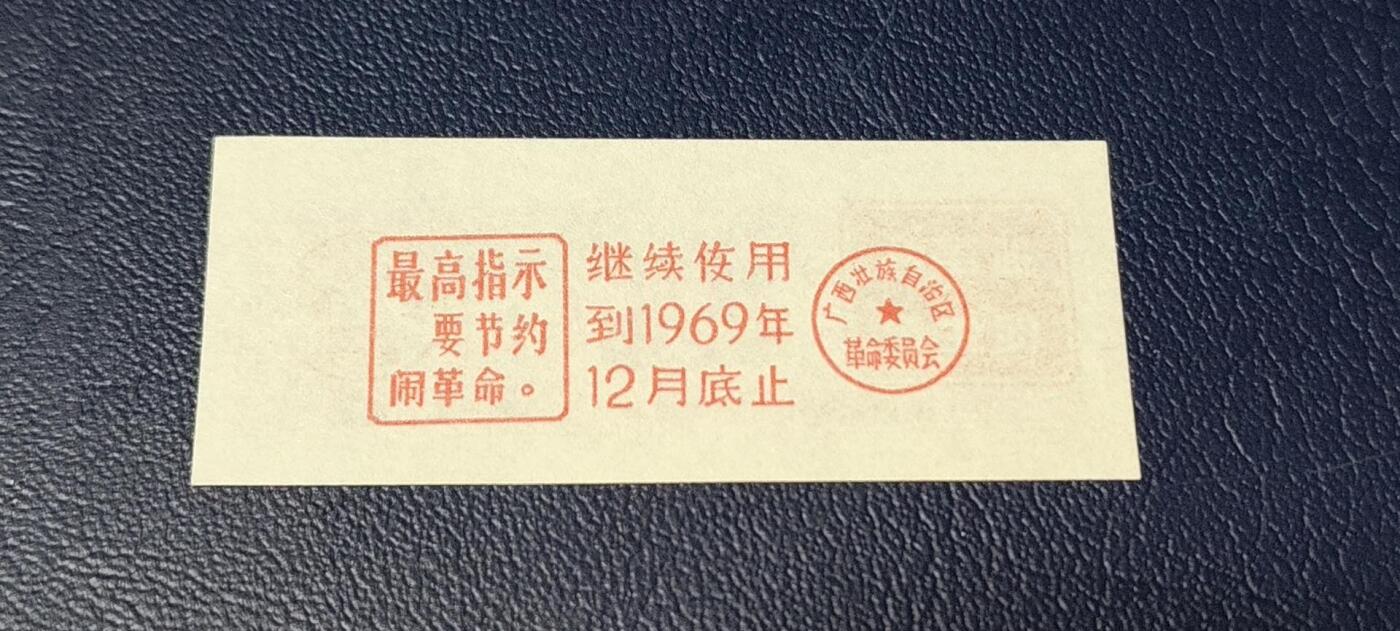 最高指示
要节约
闹革命。
继续使用
到1969年
12月底止
广西壮族自治区
革命委员会